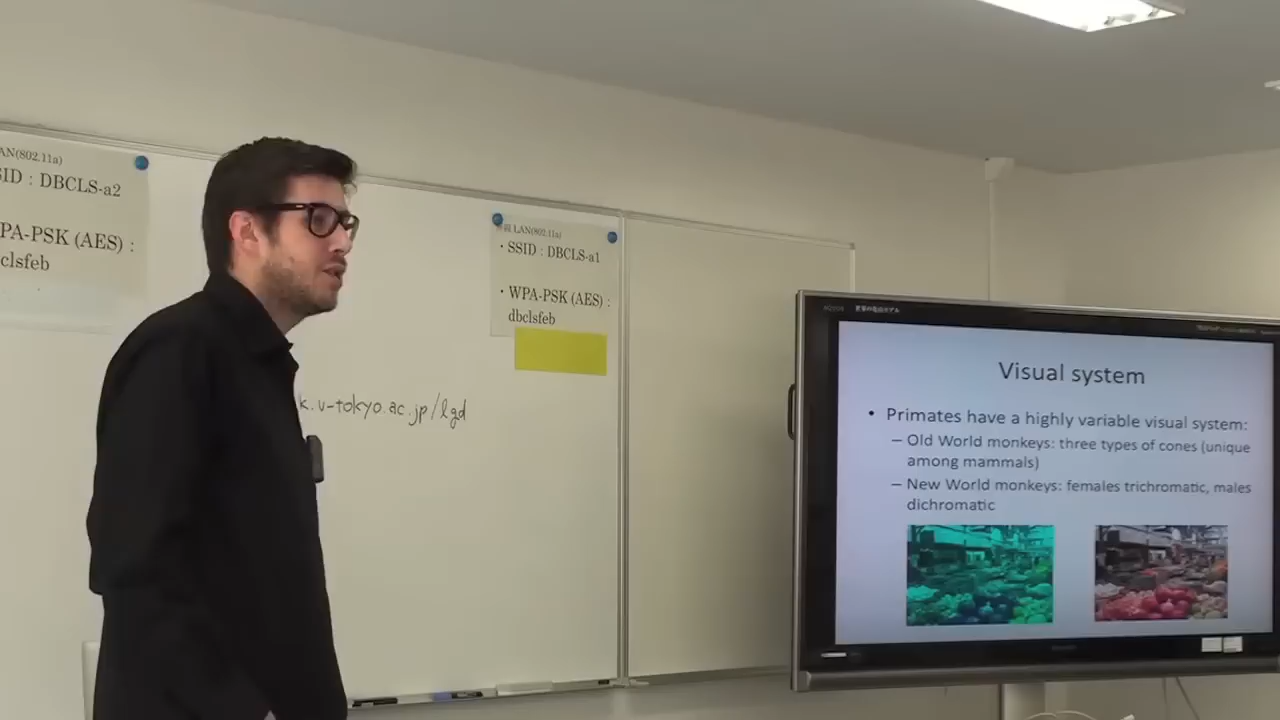 AN(802.11a)
SID : DBCLS-a2
PA-PSK (AES) :
clsfeb
LAN(802.11a)
・SSID : DBCLS-a1
・WPA-PSK (AES) :
dbclsfeb
k.u-tokyo.ac.jp/lgd
Visual system
• Primates have a highly variable visual system:
– Old World monkeys: three types of cones (unique
among mammals)
– New World monkeys: females trichromatic, males
dichromatic